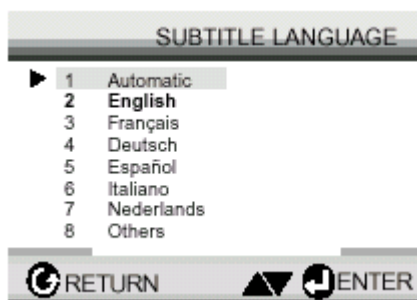 SUBTITLE LANGUAGE
1 Automatic
2 English
3 Français
4 Deutsch
5 Español
6 Italiano
7 Nederlands
8 Others
RETURN ENTER